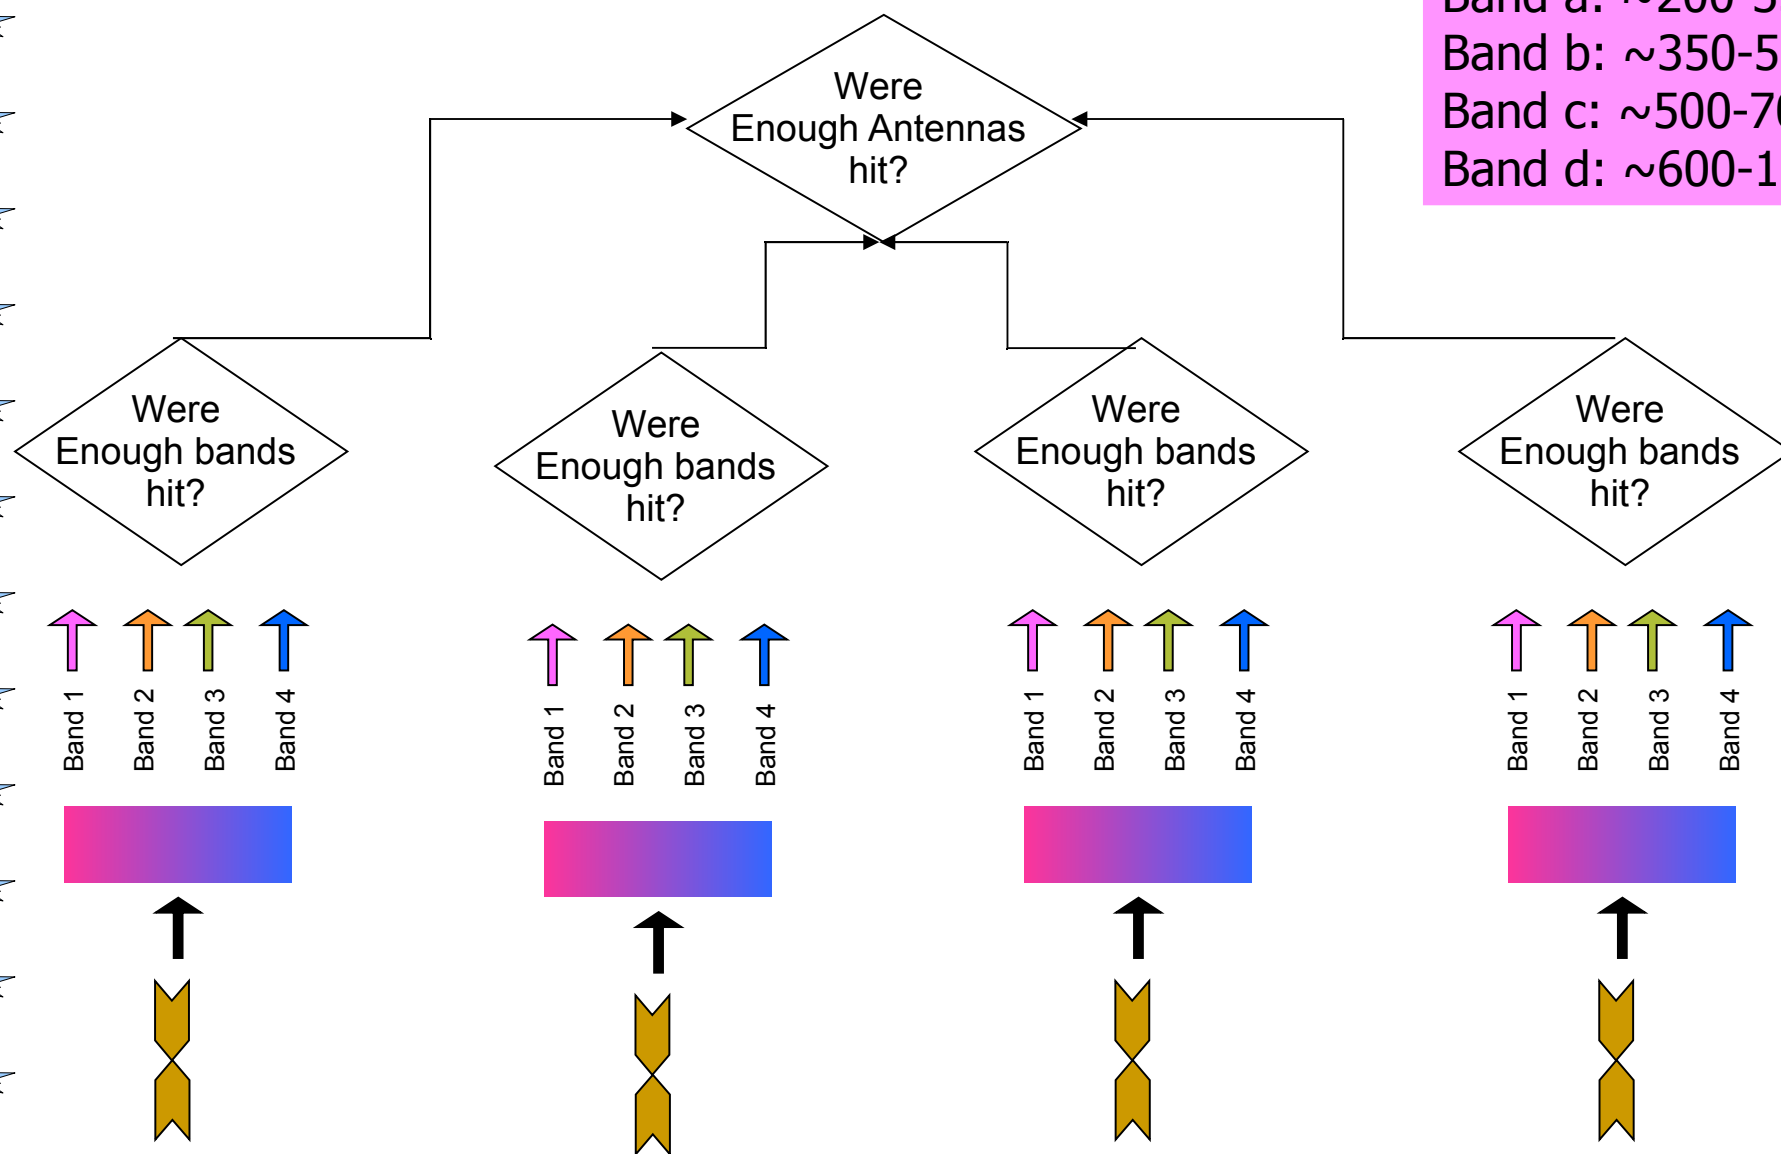 Band b: ~350-5
Band c: ~500-70
Band d: ~600-1
Were
Enough Antennas
hit?
Were
Enough bands
hit?
Were
Enough bands
hit?
Were
Enough bands
hit?
Were
Enough bands
hit?
Band 1
Band 2
Band 3
Band 4
Band 1
Band 2
Band 3
Band 4
Band 1
Band 2
Band 3
Band 4
Band 1
Band 2
Band 3
Band 4